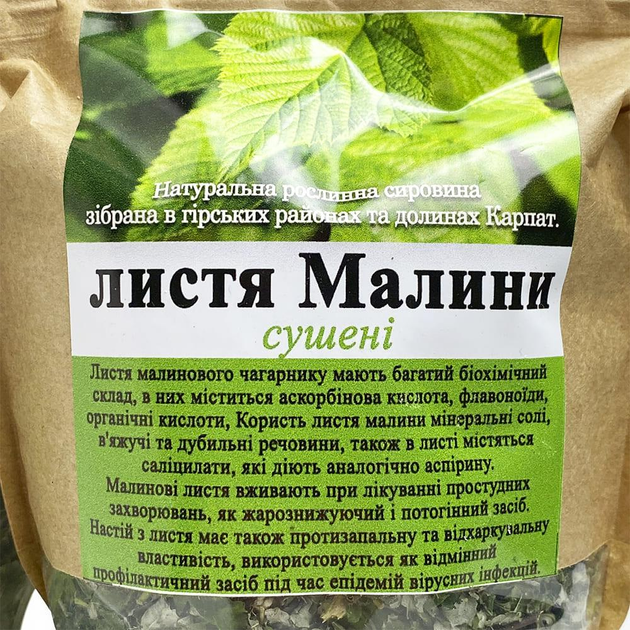 Натуральна рослинна сировина
зібрана в гірських районах та долинах Карпат.
листя Малини
сушені
Листя малинового чагарнику мають багатий біохімічний
склад, в них міститься аскорбінова кислота, флавоноїди,
органічні кислоти, Користь листя малини мінеральні солі,
в'яжучі та дубильні речовини, також в листі містяться
саліцилати, які діють аналогічно аспірину.
Малинові листя вживають при лікуванні простудних
захворювань, як жарознижуючий і потогінний засіб.
Настій з листя має також протизапальну та відхаркувальну
властивість, використовується як відмінний
профілактичний засіб під час епідемій вірусних інфекцій.